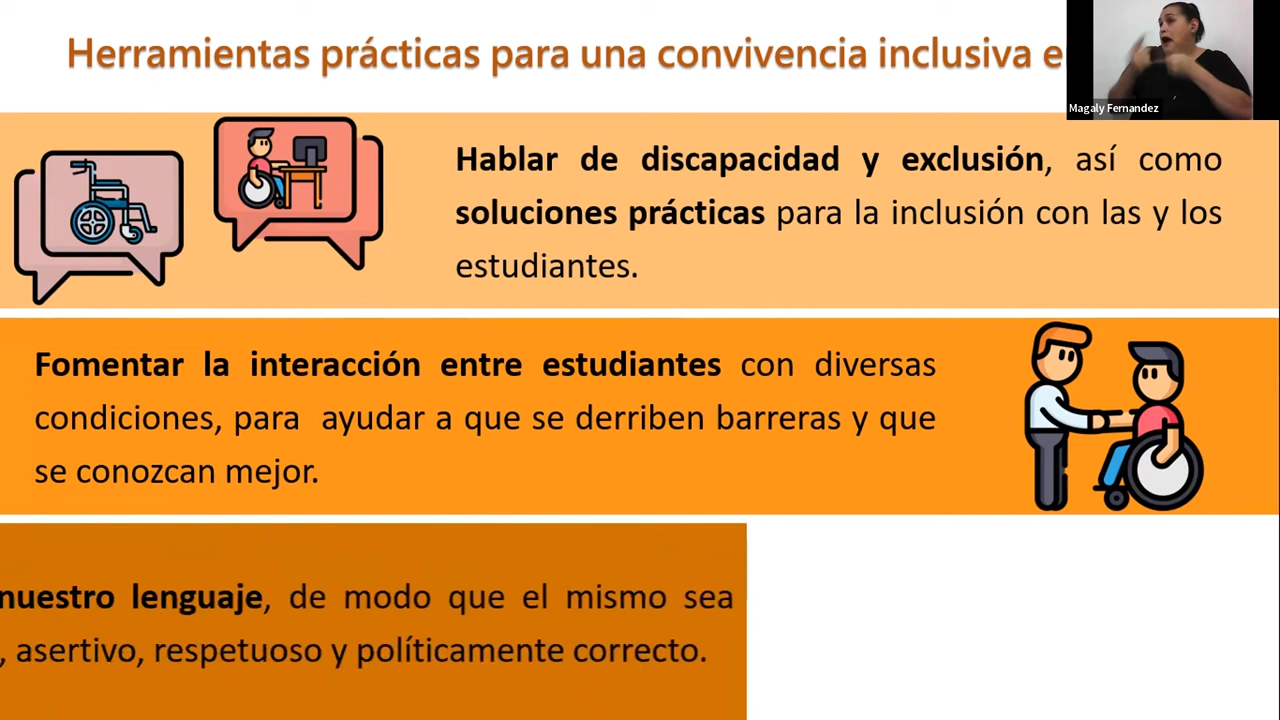 Herramientas prácticas para una convivencia inclusiva
Magaly Fernandez
Hablar de discapacidad y exclusión, así como
soluciones prácticas para la inclusión con las y los
estudiantes.
Fomentar la interacción entre estudiantes con diversas
condiciones, para ayudar a que se derriben barreras y que
se conozcan mejor.
nuestro lenguaje, de modo que el mismo sea
, asertivo, respetuoso y políticamente correcto.